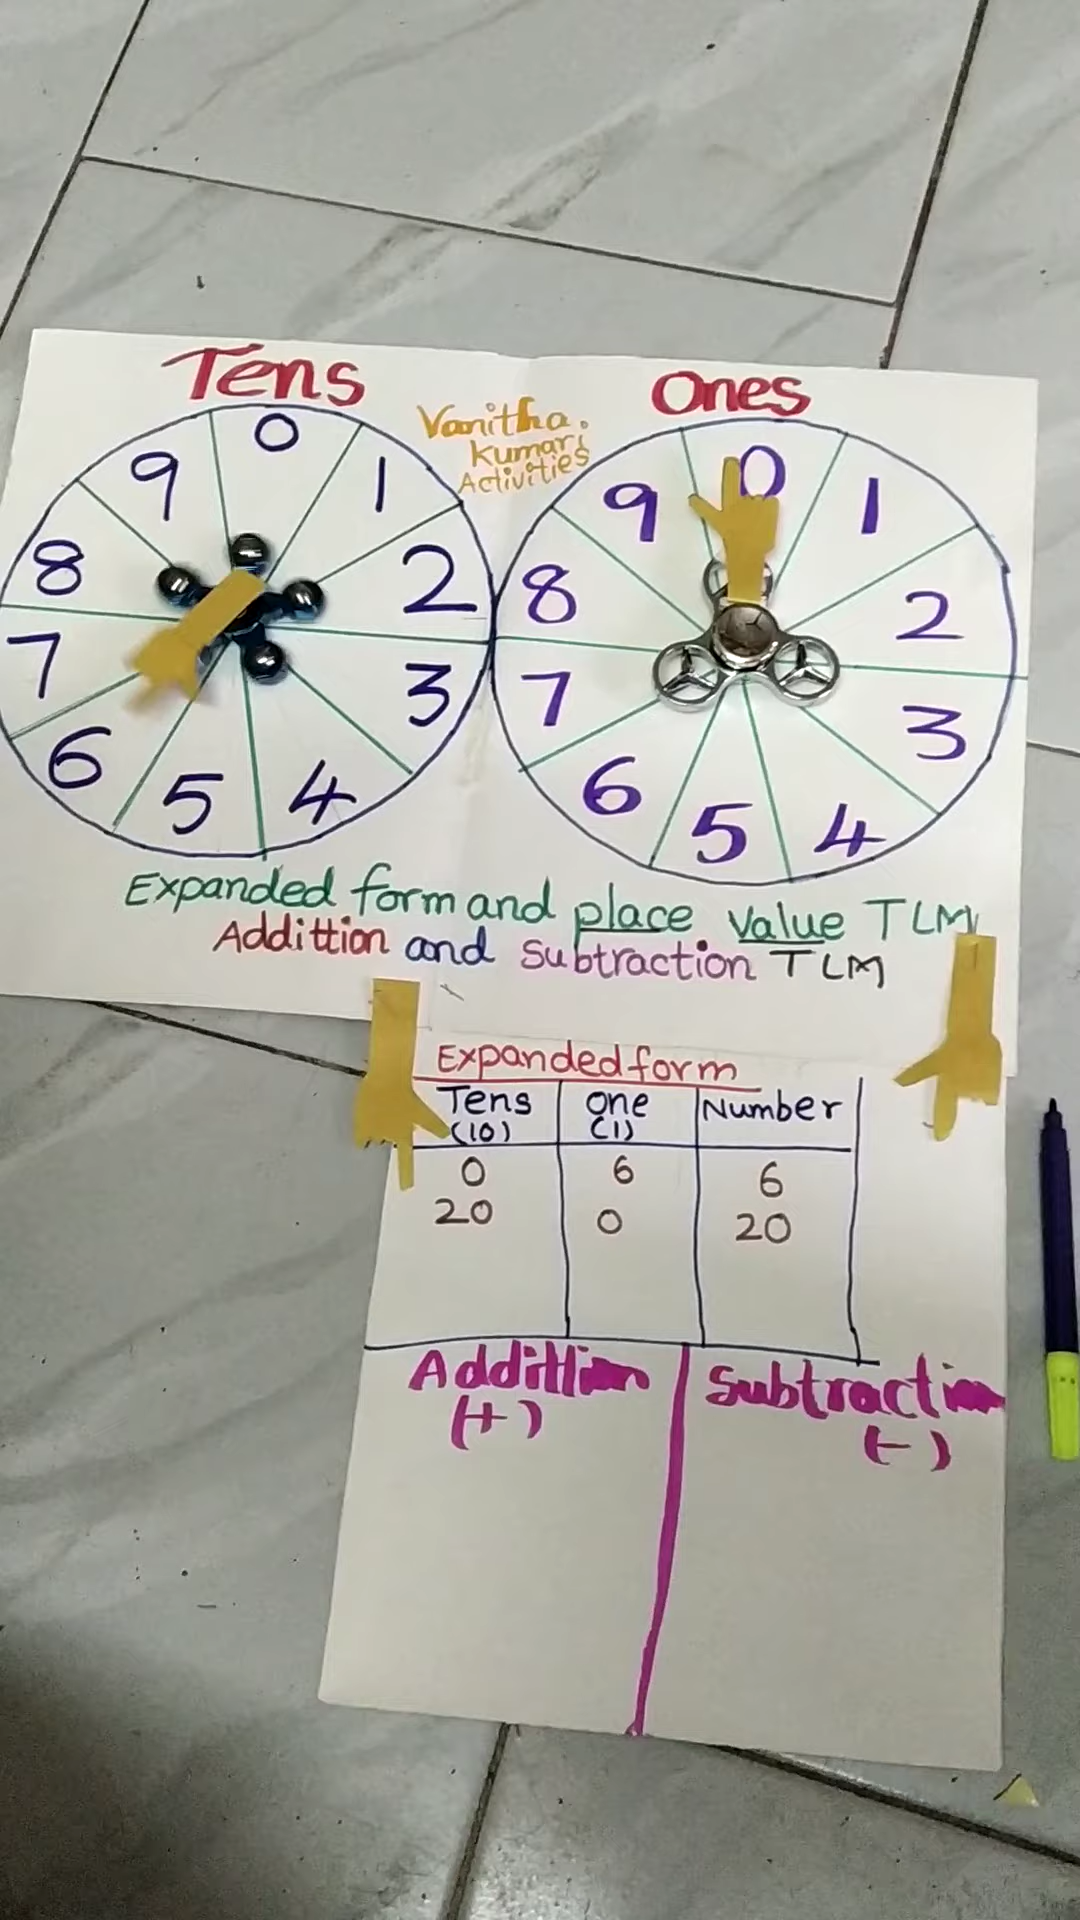 Tens
Ones
Vanitha.
Kumari
Activities
0
1
2
3
4
5
6
7
8
9
0
1
2
3
4
5
6
7
8
9
Expanded form and place value TLM
Addittion and Subtraction TLM
Expanded form
Tens One Number
(10) (1)
0 6 6
20 0 20
Addittion Subtraction
(+) (-)